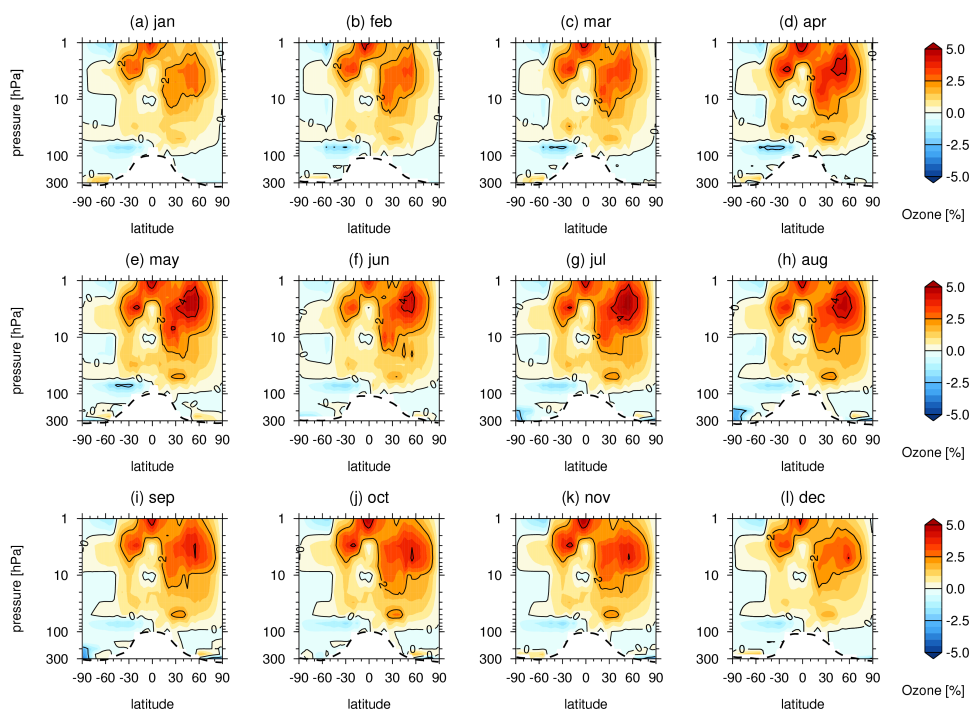 (a) jan (b) feb (c) mar (d) apr
pressure [hPa]
1
10
100
300
-90 -60 -30 0 30 60 90 -90 -60 -30 0 30 60 90 -90 -60 -30 0 30 60 90 -90 -60 -30 0 30 60 90
latitude latitude latitude latitude
5.0
2.5
0.0
-2.5
-5.0
Ozone [%]
(e) may (f) jun (g) jul (h) aug
pressure [hPa]
1
10
100
300
-90 -60 -30 0 30 60 90 -90 -60 -30 0 30 60 90 -90 -60 -30 0 30 60 90 -90 -60 -30 0 30 60 90
latitude latitude latitude latitude
5.0
2.5
0.0
-2.5
-5.0
Ozone [%]
(i) sep (j) oct (k) nov (l) dec
pressure [hPa]
1
10
100
300
-90 -60 -30 0 30 60 90 -90 -60 -30 0 30 60 90 -90 -60 -30 0 30 60 90 -90 -60 -30 0 30 60 90
latitude latitude latitude latitude
5.0
2.5
0.0
-2.5
-5.0
Ozone [%]